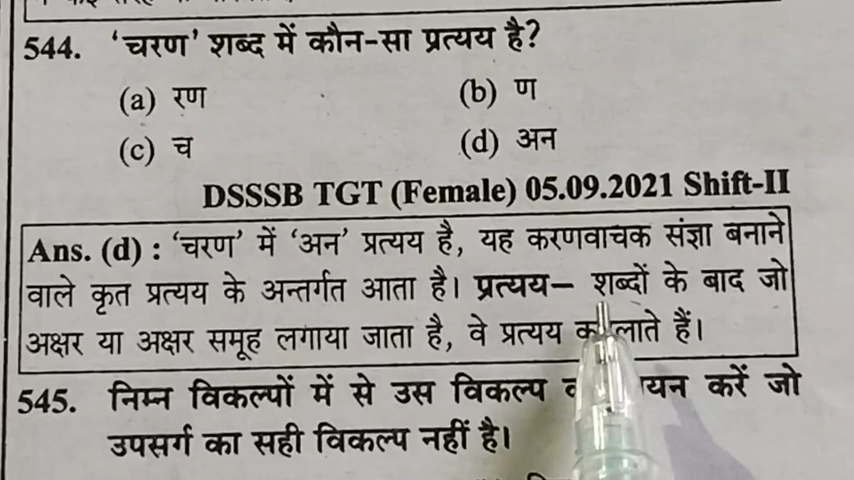 544. 'चरण' शब्द में कौन-सा प्रत्यय है?
(a) रण (b) ण
(c) च (d) अन
DSSSB TGT (Female) 05.09.2021 Shift-II
Ans. (d) : 'चरण' में 'अन' प्रत्यय है, यह करणवाचक संज्ञा बनाने
वाले कृत प्रत्यय के अन्तर्गत आता है। प्रत्यय– शब्दों के बाद जो
अक्षर या अक्षर समूह लगाया जाता है, वे प्रत्यय कहलाते हैं।
545. निम्न विकल्पों में से उस विकल्प का चयन करें जो
उपसर्ग का सही विकल्प नहीं है।